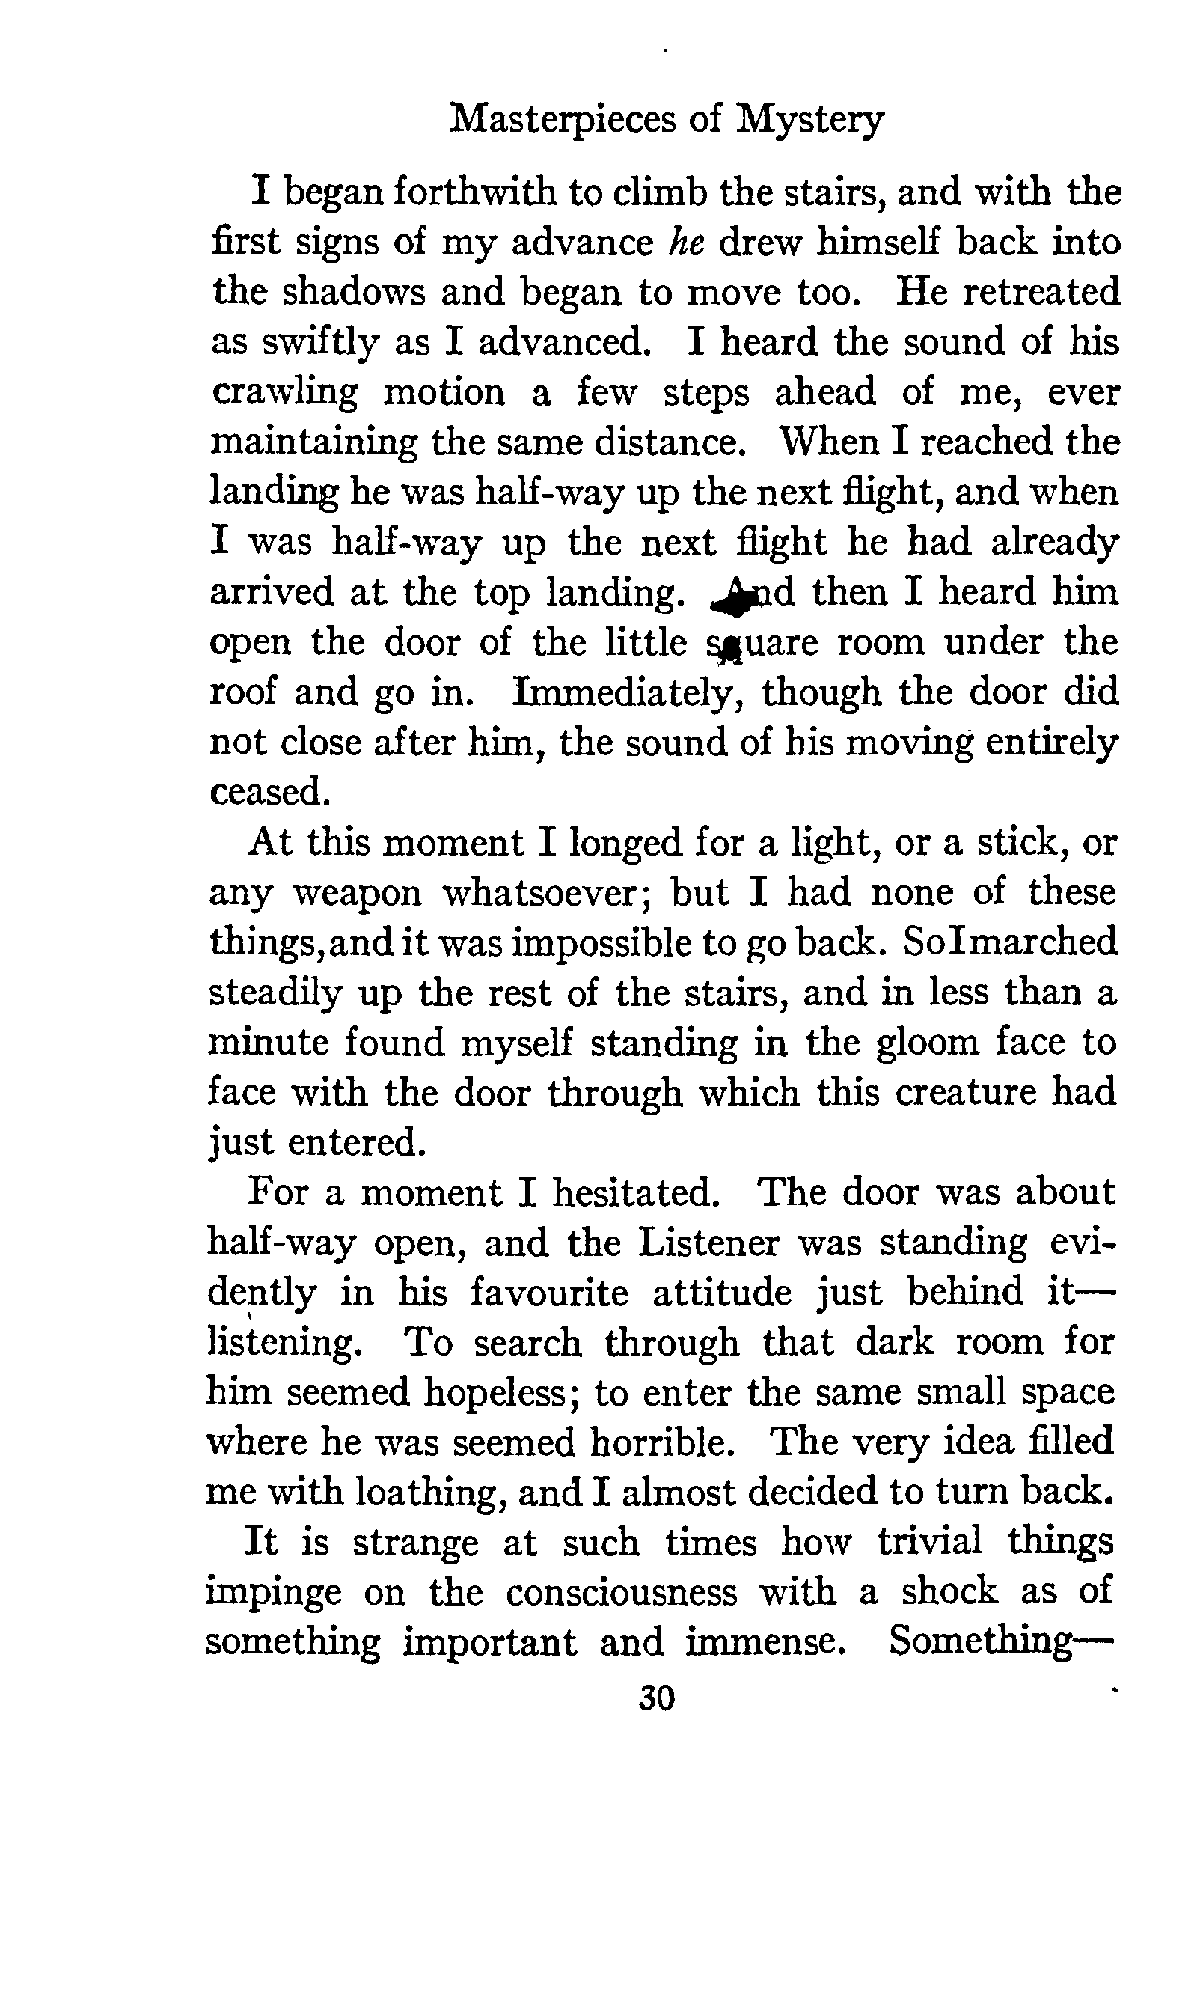 Masterpieces of Mystery
I began forthwith to climb the stairs, and with the
first signs of my advance he drew himself back into
the shadows and began to move too. He retreated
as swiftly as I advanced. I heard the sound of his
crawling motion a few steps ahead of me, ever
maintaining the same distance. When I reached the
landing he was half-way up the next flight, and when
I was half-way up the next flight he had already
arrived at the top landing. And then I heard him
open the door of the little square room under the
roof and go in. Immediately, though the door did
not close after him, the sound of his moving entirely
ceased.
At this moment I longed for a light, or a stick, or
any weapon whatsoever; but I had none of these
things, and it was impossible to go back. So I marched
steadily up the rest of the stairs, and in less than a
minute found myself standing in the gloom face to
face with the door through which this creature had
just entered.
For a moment I hesitated. The door was about
half-way open, and the Listener was standing evi-
dently in his favourite attitude just behind it—
listening. To search through that dark room for
him seemed hopeless; to enter the same small space
where he was seemed horrible. The very idea filled
me with loathing, and I almost decided to turn back.
It is strange at such times how trivial things
impinge on the consciousness with a shock as of
something important and immense. Something—
30